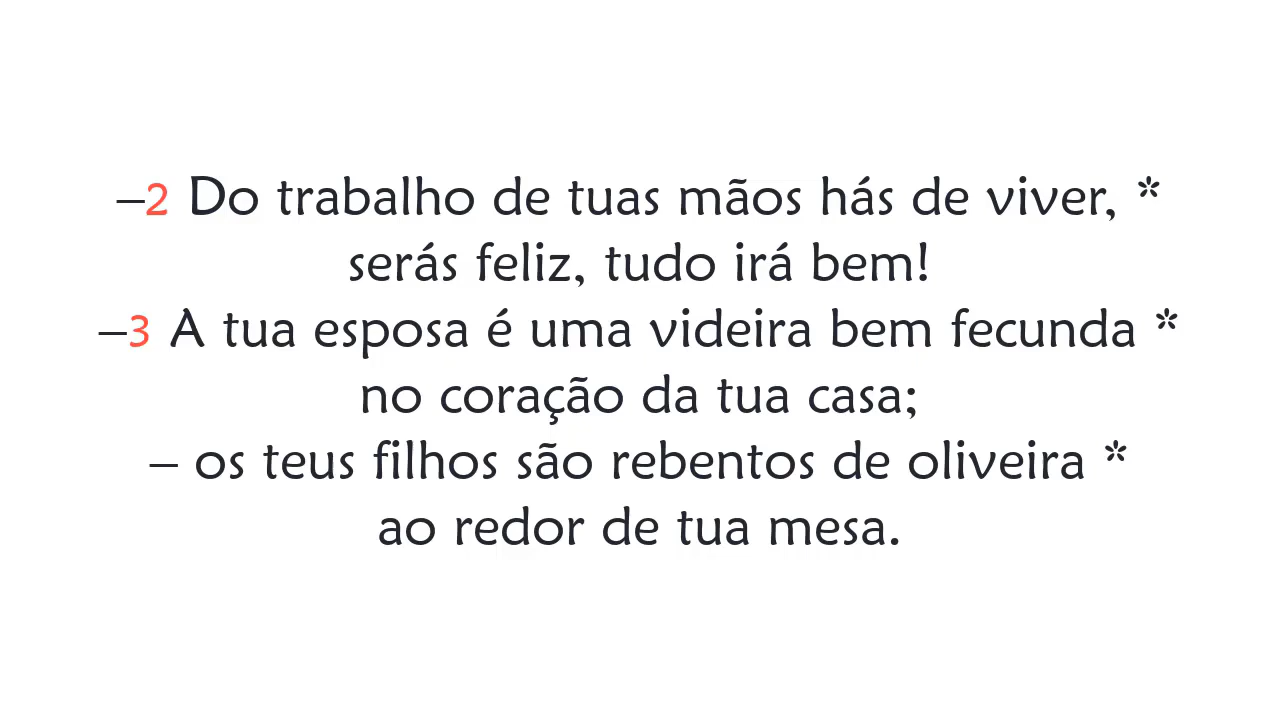 –2 Do trabalho de tuas mãos hás de viver, *
serás feliz, tudo irá bem!
–3 A tua esposa é uma videira bem fecunda *
no coração da tua casa;
– os teus filhos são rebentos de oliveira *
ao redor de tua mesa.